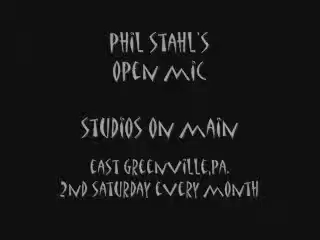 PHIL STAHL'S
OPEN MIC
STUDIOS ON MAIN
EAST GREENVILLE,PA.
2ND SATURDAY EVERY MONTH